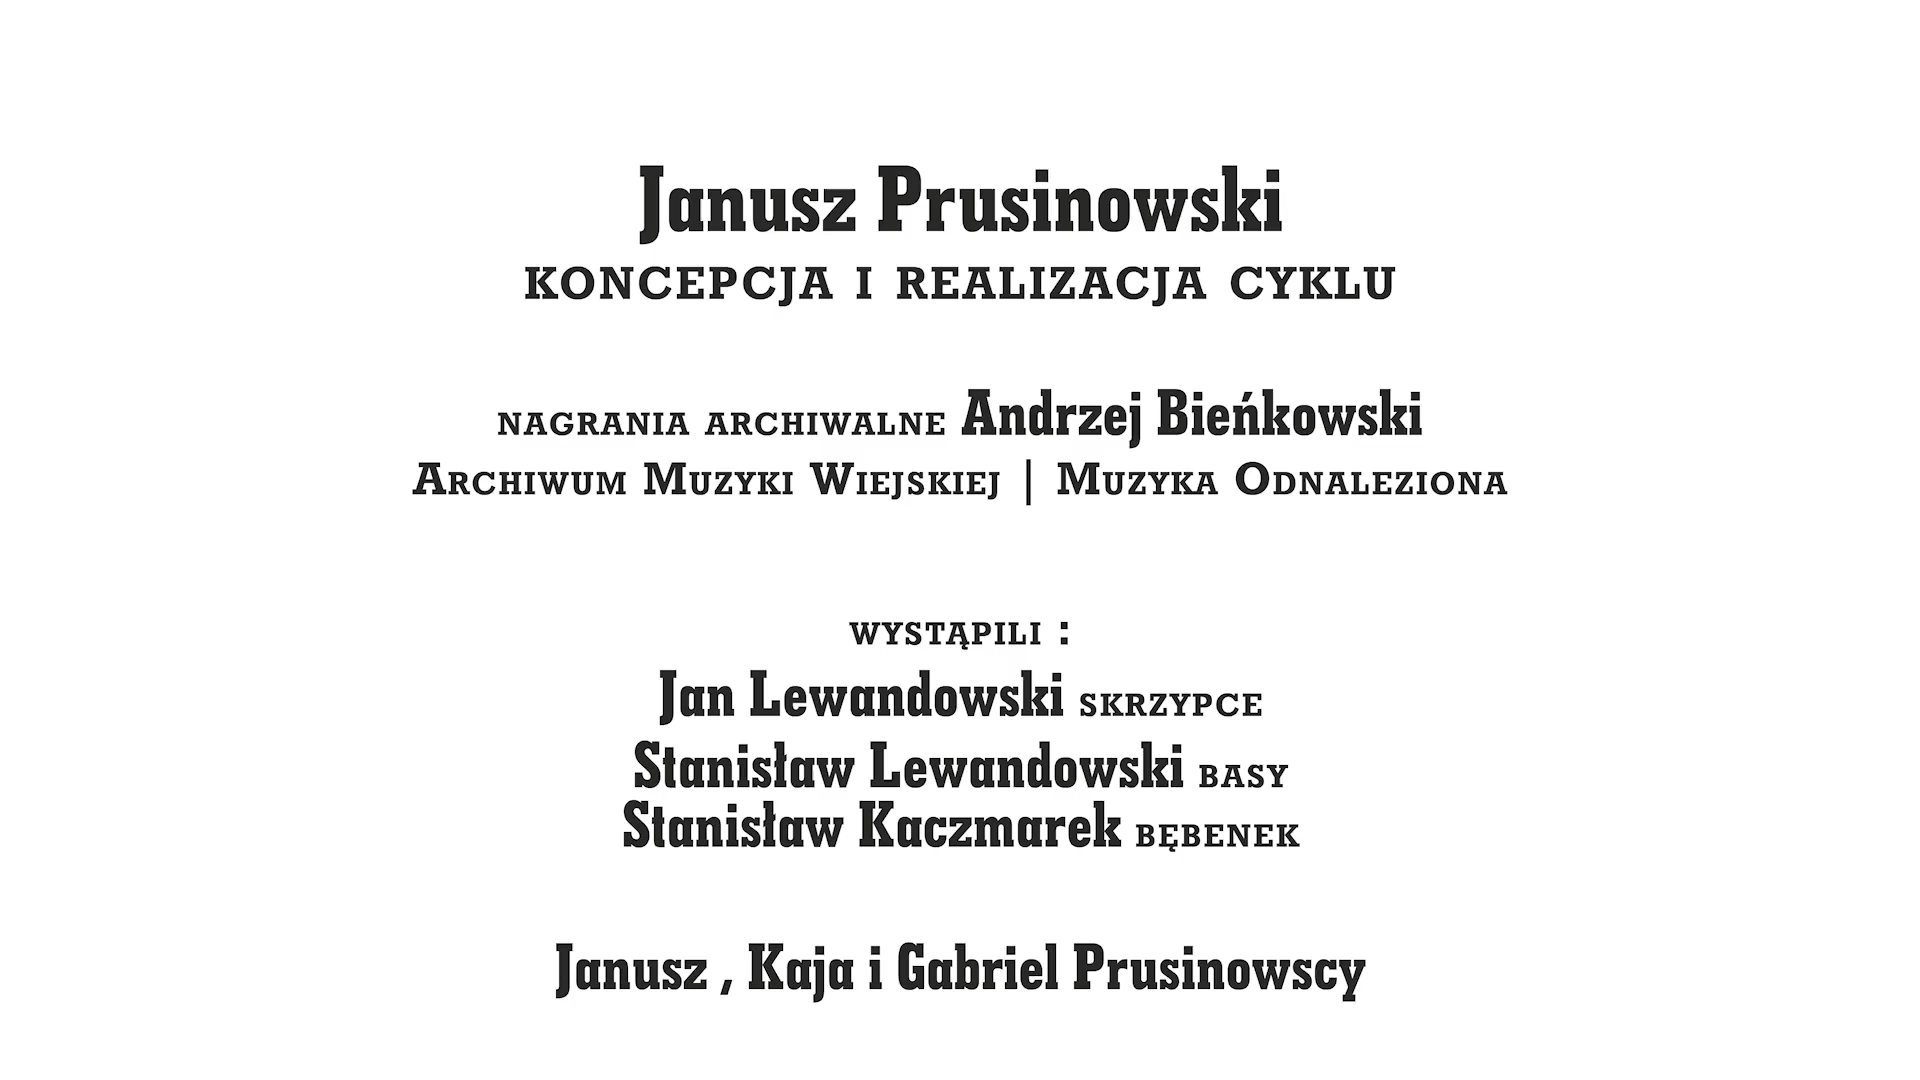 Janusz Prusinowski
KONCEPCJA I REALIZACJA CYKLU
NAGRANIA ARCHIWALNE Andrzej Bieńkowski
ARCHIWUM MUZYKI WIEJSKIEJ | MUZYKA ODNALEZIONA
WYSTĄPILI :
Jan Lewandowski SKRZYPCE
Stanisław Lewandowski BASY
Stanisław Kaczmarek BĘBENEK
Janusz , Kaja i Gabriel Prusinowscy